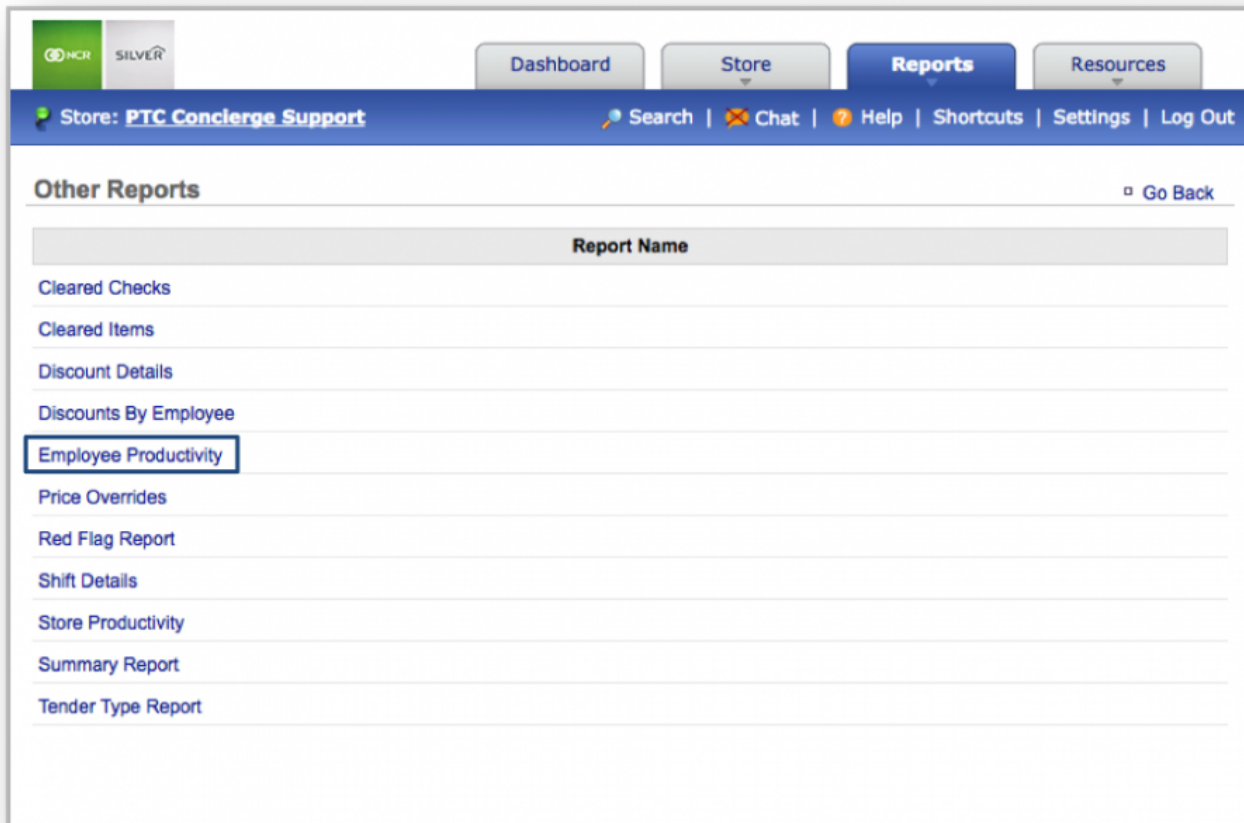 NCR SILVER
Dashboard Store Reports Resources
Store: PTC Concierge Support Search | Chat | Help | Shortcuts | Settings | Log Out
Other Reports Go Back
Report Name
Cleared Checks
Cleared Items
Discount Details
Discounts By Employee
Employee Productivity
Price Overrides
Red Flag Report
Shift Details
Store Productivity
Summary Report
Tender Type Report